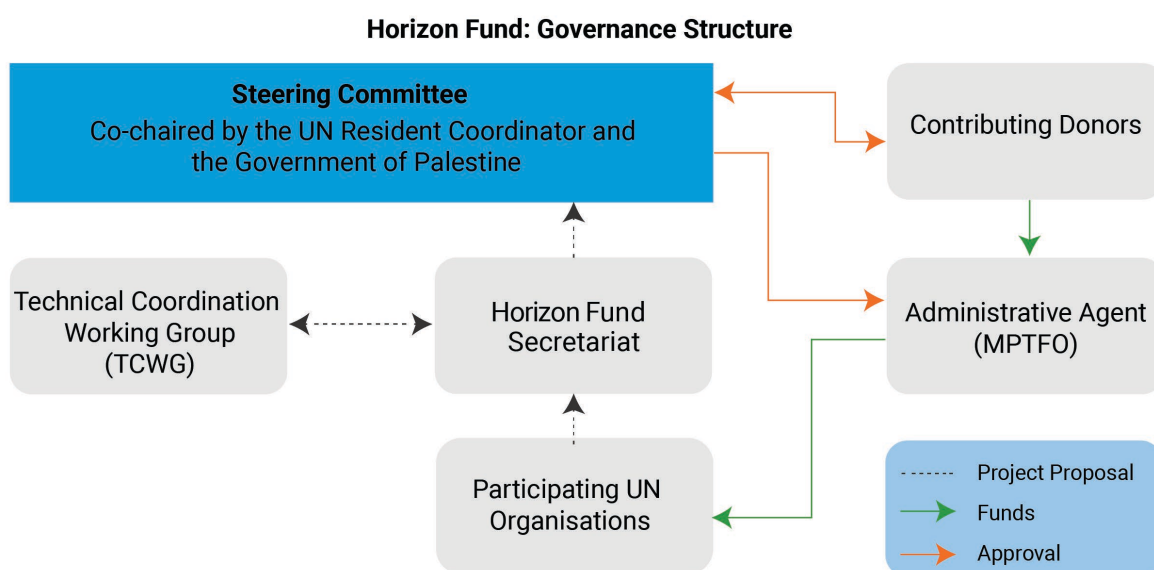 Horizon Fund: Governance Structure
Steering Committee
Co-chaired by the UN Resident Coordinator and
the Government of Palestine
Contributing Donors
Technical Coordination
Working Group
(TCWG)
Horizon Fund
Secretariat
Administrative Agent
(MPTFO)
Participating UN
Organisations
Project Proposal
Funds
Approval